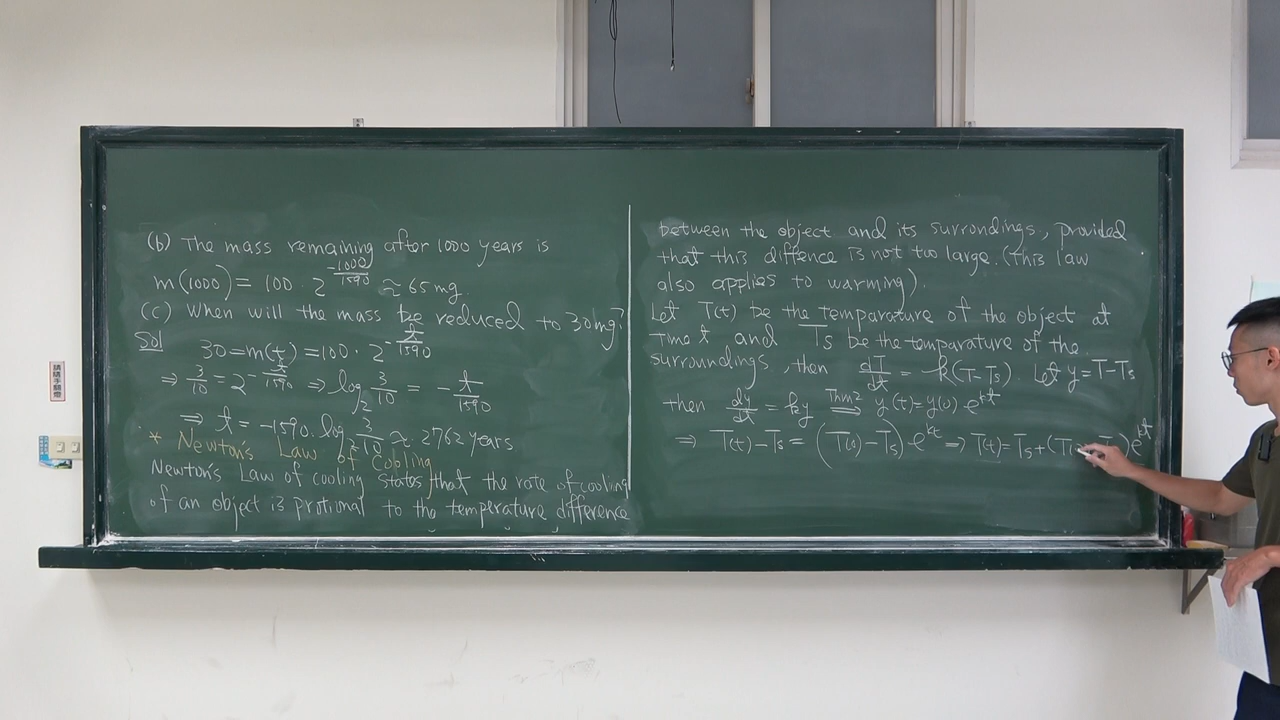 (b) The mass remaining after 1000 years is
m(1000) = 100 · 2^{-1000/1590} ≈ 65 mg.
(c) When will the mass be reduced to 30mg?
Sol
30 = m(t) = 100 · 2^{-t/1590}
⇒ 3/10 = 2^{-t/1590} ⇒ log_2 3/10 = - t/1590
⇒ t = -1590 · log_2 3/10 ≈ 2762 years
* Newton's Law of Cooling
Newton's Law of cooling states that the rate of cooling
of an object is protional to the temperature difference
between the object and its surrondings, provided
that this diffence is not too large. (This law
also applies to warming).
Let T(t) be the temparature of the object at
time t and Ts be the temparature of the
surroundings, then dT/dt = k(T-Ts). Let y = T-Ts
then dy/dt = ky Thm2 ⇒ y(t) = y(0) e^{kt}
⇒ T(t) - Ts = (T(0) - Ts) · e^{kt} ⇒ T(t) = Ts + (T( ) e^{kt}